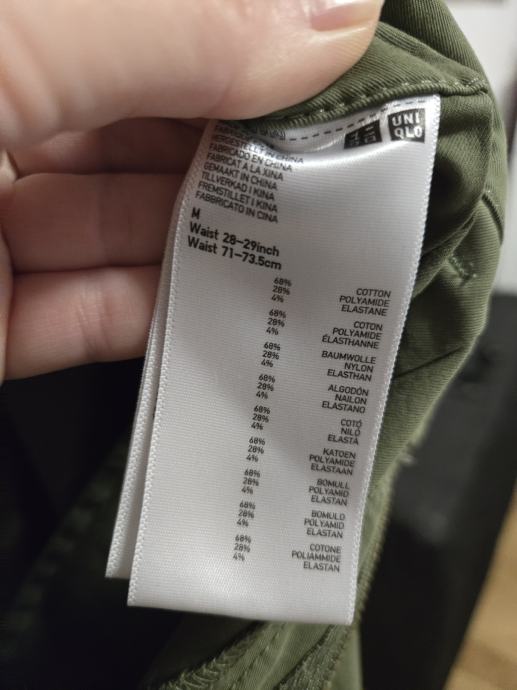 UNI
QLO
HERGESTELLT IN CHINA
FABRICADO EN CHINA
FABRICAT A LA XINA
GEMAAKT IN CHINA
TILLVERKAD I KINA
FREMSTILLET I KINA
FABBRICATO IN CINA
M
Waist 28–29inch
Waist 71–73.5cm
68% COTTON
28% POLYAMIDE
4% ELASTANE
68% COTON
28% POLYAMIDE
4% ÉLASTHANNE
68% BAUMWOLLE
28% NYLON
4% ELASTHAN
68% ALGODÓN
28% NAILON
4% ELASTANO
68% COTÓ
28% NILÓ
4% ELASTÀ
68% KATOEN
28% POLYAMIDE
4% ELASTAAN
68% BOMULL
28% POLYAMID
4% ELASTAN
68% BOMULD
28% POLYAMID
4% ELASTAN
68% COTONE
28% POLIAMMIDE
4% ELASTAN